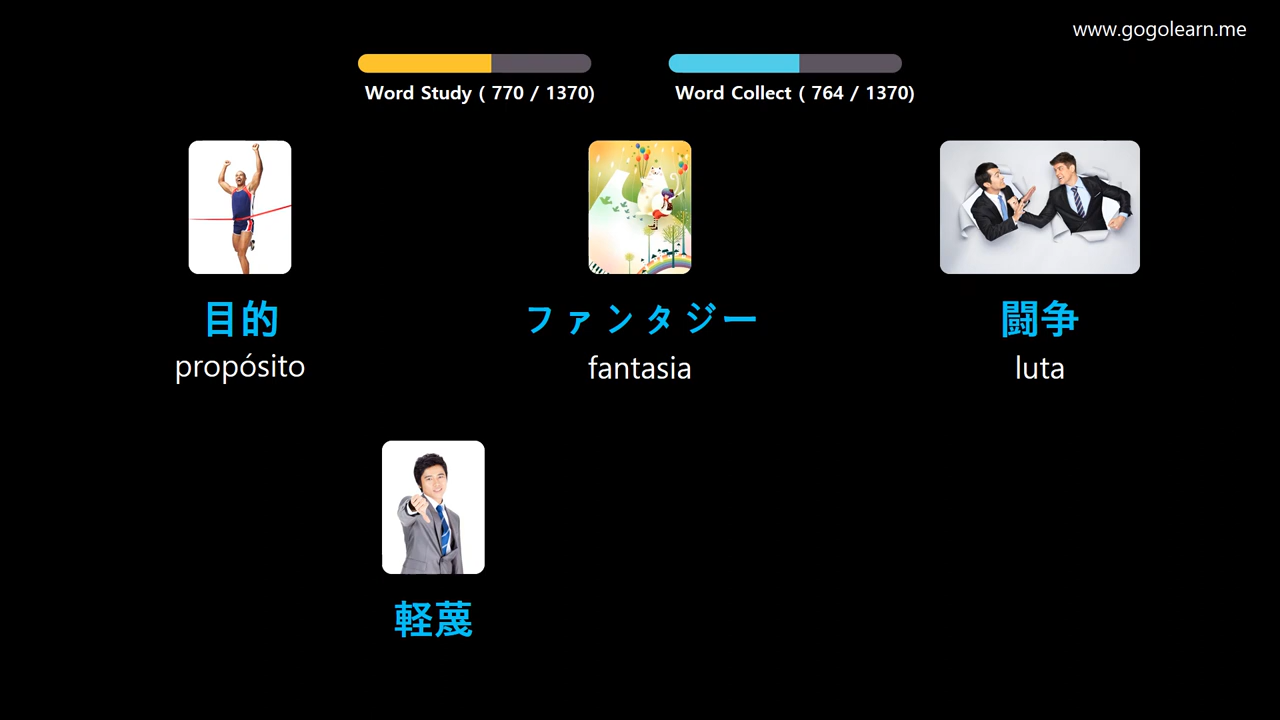 www.gogolearn.me
Word Study ( 770 / 1370)
Word Collect ( 764 / 1370)
目的
propósito
ファンタジー
fantasia
闘争
luta
軽蔑